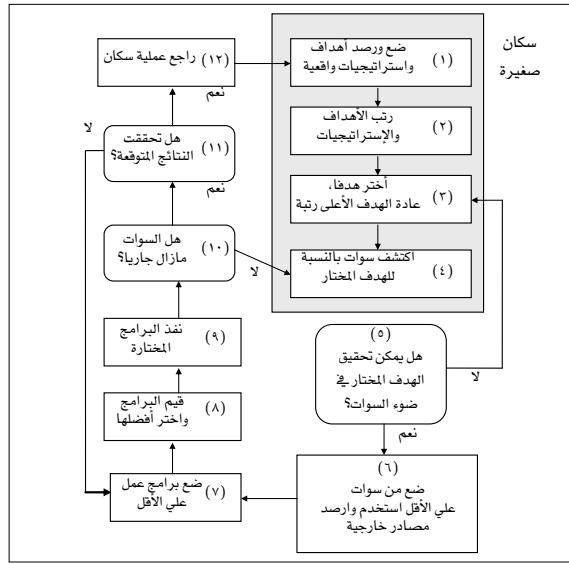 سكان
صغيرة
(١) ضع ورصد أهداف
واستراتيجيات واقعية
(٢) رتب الأهداف
والإستراتيجيات
(٣) أختر هدفا،
عادة الهدف الأعلى رتبة
(٤) اكتشف سوات بالنسبة
للهدف المختار
(٥)
هل يمكن تحقيق
الهدف المختار في
ضوء السوات؟
لا
نعم
(٦)
ضع من سوات
علي الأقل استخدم وارصد
مصادر خارجية
(٧) ضع برامج عمل
علي الأقل
(٨) قيم البرامج
واختر أفضلها
(٩) نفذ البرامج
المختارة
(١٠) هل السوات
مازال جاريا؟
لا
نعم
(١١) هل تحققت
النتائج المتوقعة؟
لا
نعم
(١٢) راجع عملية سكان